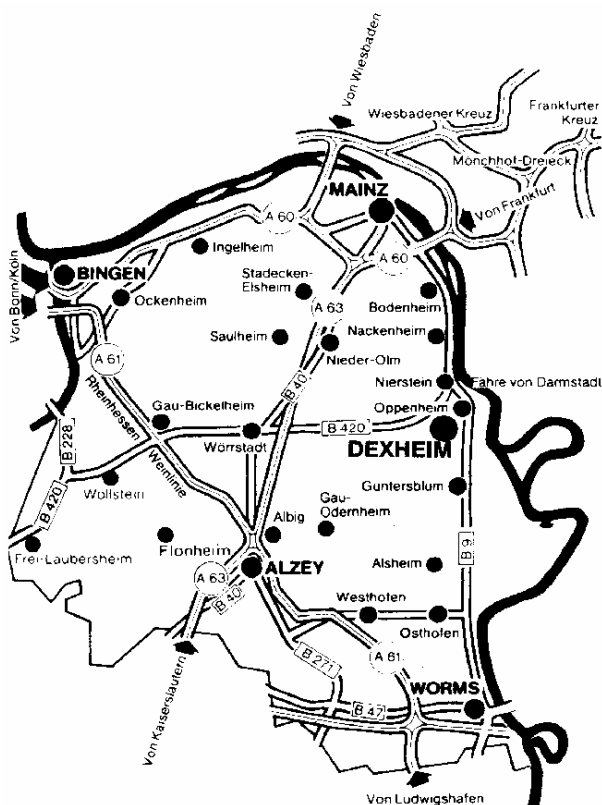 Von Wiesbaden
Wiesbadener Kreuz
Frankfurter
Kreuz
Mönchhof-Dreieck
MAINZ
Von Frankfurt
A 60
A 60
Ingelheim
BINGEN
Stadecken-
Elsheim
Von Bonn/Köln
Ockenheim
Bodenheim
A 63
Saulheim
Nackenheim
A 61
Nieder-Olm
Rheinhessen
Weinlinie
B 40
Nierstein
Fähre von Darmstadt
Oppenheim
Gau-Bickelheim
B 420
DEXHEIM
B 228
Wörrstadt
Wöllstein
Guntersblum
B 420
Albig
Gau-
Odernheim
B 9
Flonheim
Frei-Laubersheim
Alsheim
A 63
ALZEY
B 40
Westhofen
Osthofen
B 271
A 61
Von Kaiserslautern
WORMS
B 47
Von Ludwigshafen